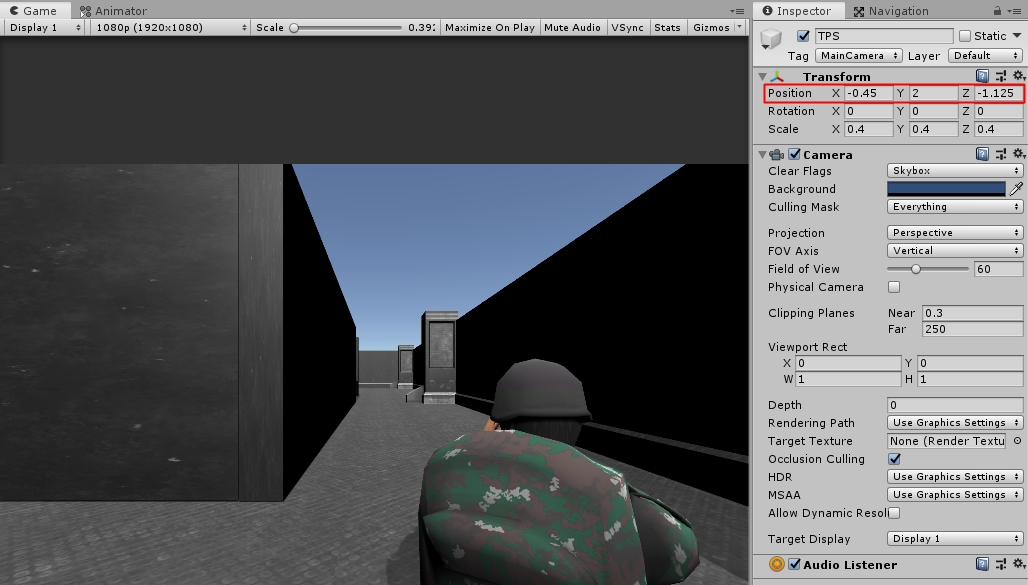 Game Animator
Display 1 1080p (1920x1080) Scale 0.39 Maximize On Play Mute Audio VSync Stats Gizmos
Inspector Navigation
TPS Static
Tag MainCamera Layer Default
Transform
Position X -0.45 Y 2 Z -1.125
Rotation X 0 Y 0 Z 0
Scale X 0.4 Y 0.4 Z 0.4
Camera
Clear Flags Skybox
Background
Culling Mask Everything
Projection Perspective
FOV Axis Vertical
Field of View 60
Physical Camera
Clipping Planes Near 0.3
Far 250
Viewport Rect
X 0 Y 0
W 1 H 1
Depth 0
Rendering Path Use Graphics Settings
Target Texture None (Render Textu
Occlusion Culling
HDR Use Graphics Settings
MSAA Use Graphics Settings
Allow Dynamic Resol
Target Display Display 1
Audio Listener